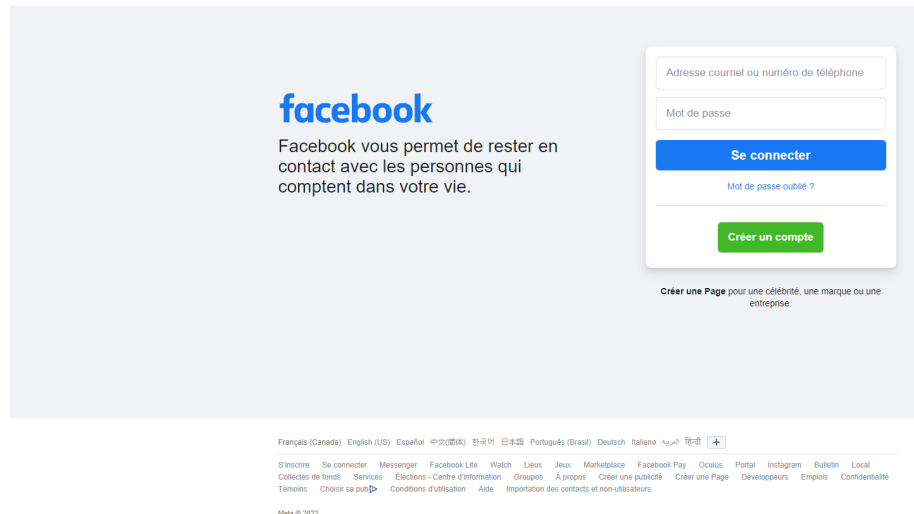 facebook
Facebook vous permet de rester en
contact avec les personnes qui
comptent dans votre vie.
Adresse courriel ou numéro de téléphone
Mot de passe
Se connecter
Mot de passe oublié ?
Créer un compte
Créer une Page pour une célébrité, une marque ou une
entreprise.
Français (Canada) English (US) Español 中文(简体) 한국어 日本語 Português (Brasil) Deutsch Italiano العربية हिन्दी +
S'inscrire Se connecter Messenger Facebook Lite Watch Lieux Jeux Marketplace Facebook Pay Oculus Portal Instagram Bulletin Local
Collectes de fonds Services Élections - Centre d'information Groupes À propos Créer une publicité Créer une Page Développeurs Emplois Confidentialité
Témoins Choisir sa pub Conditions d'utilisation Aide Importation des contacts et non-utilisateurs
Meta © 2022